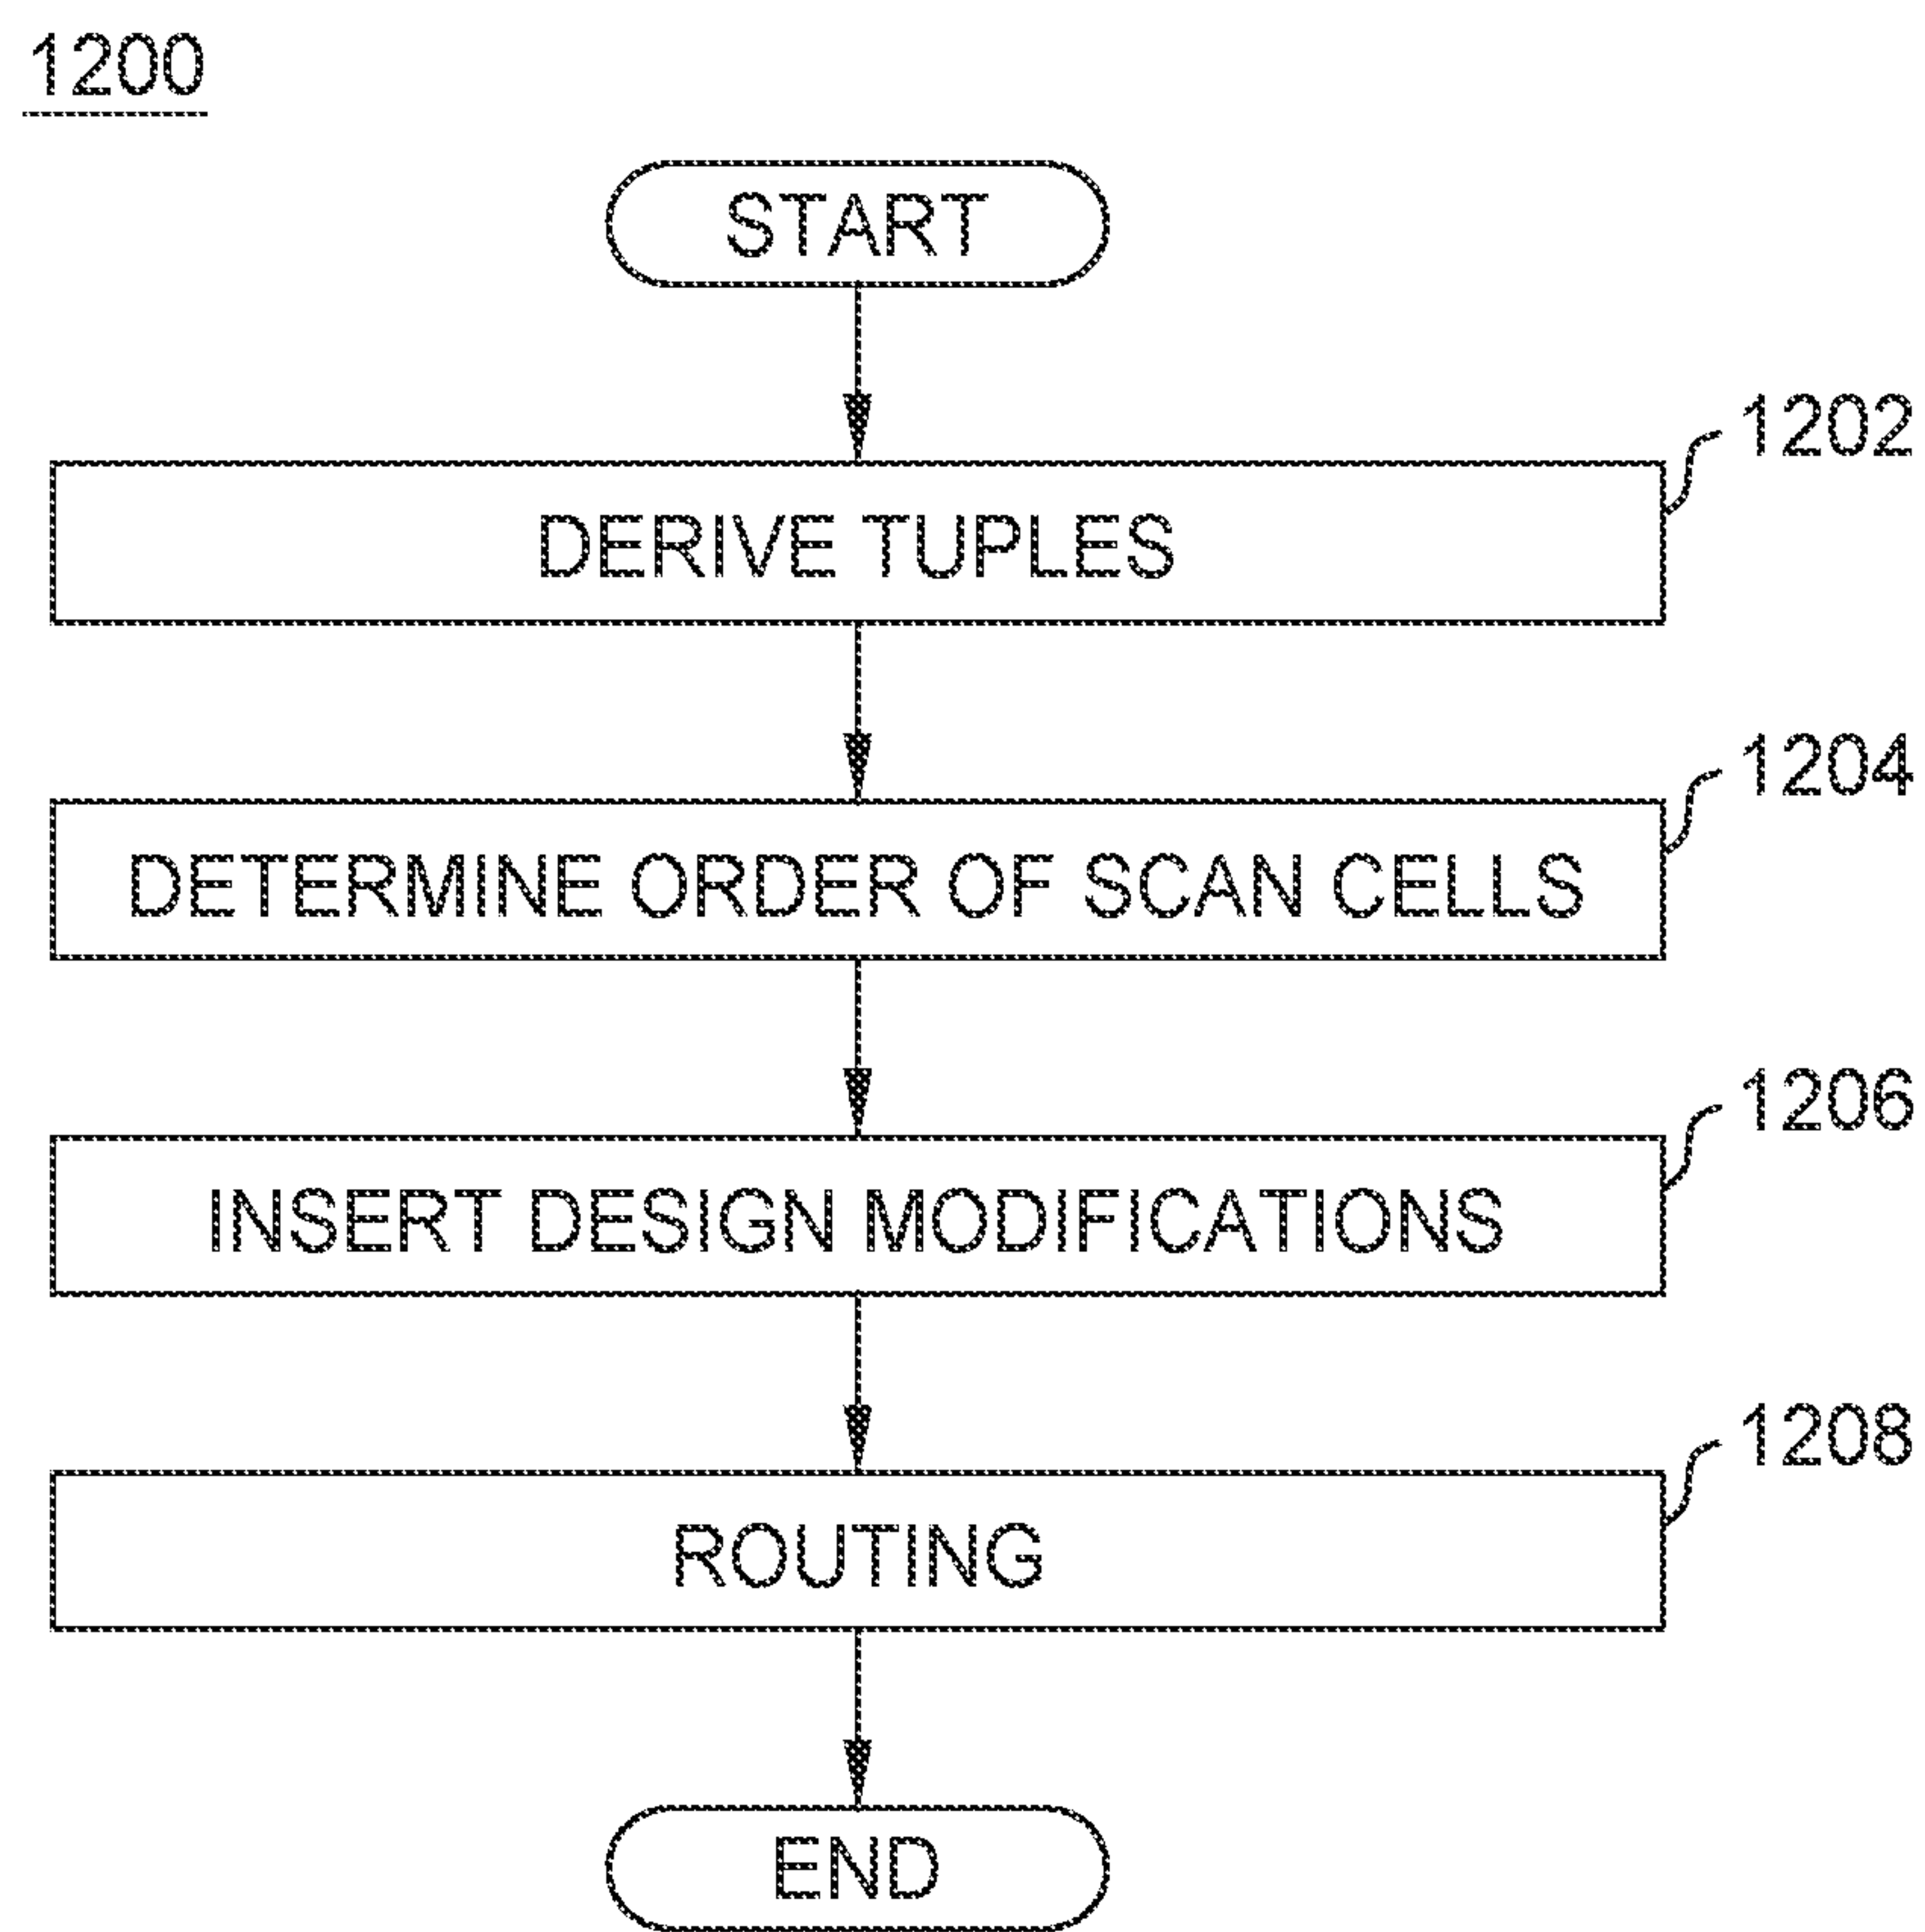 1200
START
1202
DERIVE TUPLES
1204
DETERMINE ORDER OF SCAN CELLS
1206
INSERT DESIGN MODIFICATIONS
1208
ROUTING
END